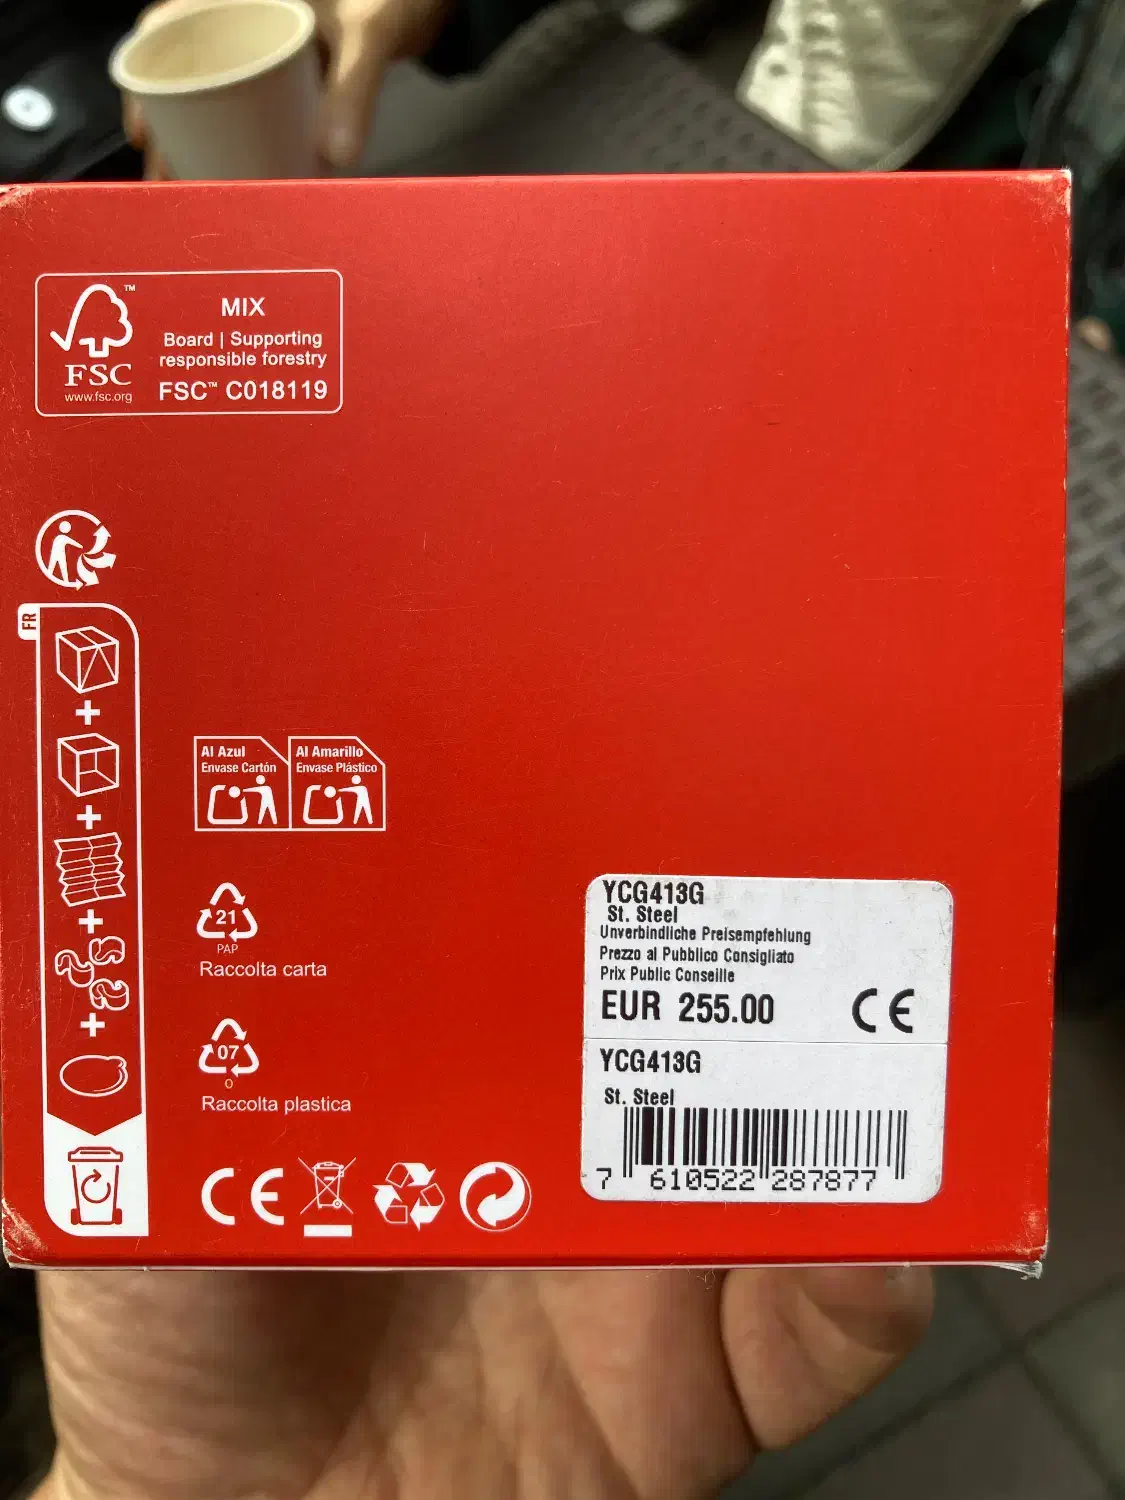 MIX
Board | Supporting
responsible forestry
FSC™ C018119
™
FSC
www.fsc.org
FR
Al Azul
Envase Cartón
Al Amarillo
Envase Plástico
21
PAP
Raccolta carta
07
O
Raccolta plastica
CE
YCG413G
St. Steel
Unverbindliche Preisempfehlung
Prezzo al Pubblico Consigliato
Prix Public Conseille
EUR 255.00
CE
YCG413G
St. Steel
7 610522 287877